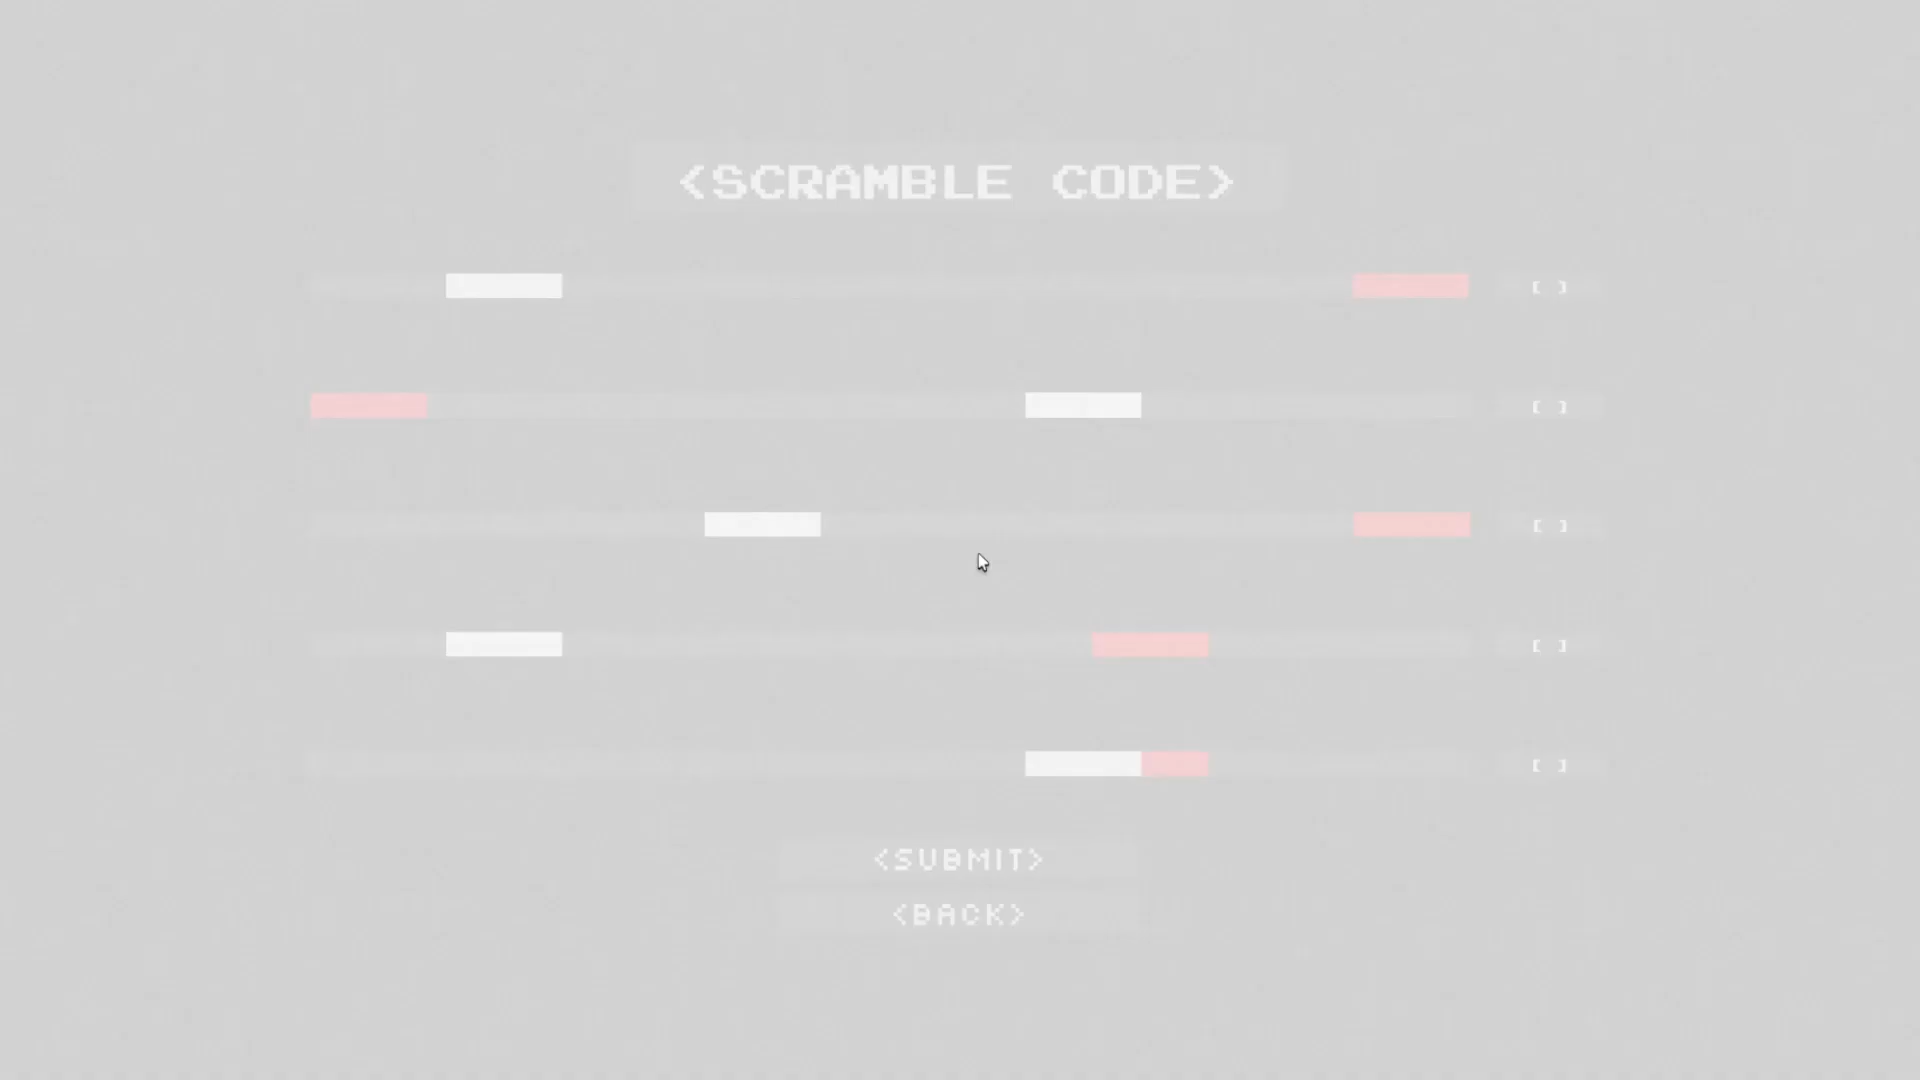 <SCRAMBLE CODE>
[ ]
[ ]
[ ]
[ ]
[ ]
<SUBMIT>
<BACK>